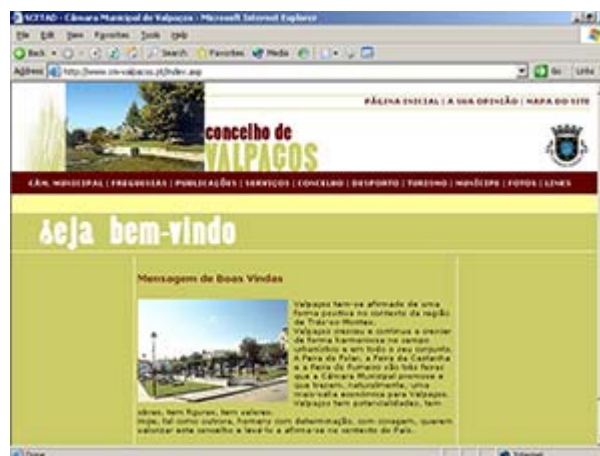 SCETAD - Câmara Municipal de Valpaços - Microsoft Internet Explorer
File Edit View Favorites Tools Help
Back Search Favorites Media
Address http://www.cm-valpacos.pt/index.asp Go Links
PÁGINA INICIAL | A SUA OPINIÃO | MAPA DO SITE
concelho de
VALPAÇOS
CÂM. MUNICIPAL | FREGUESIAS | PUBLICAÇÕES | SERVIÇOS | CONCELHO | DESPORTO | TURISMO | MUNÍCIPE | FOTOS | LINKS
Seja bem-vindo
Mensagem de Boas Vindas
Valpaços tem-se afirmado de uma
forma positiva no contexto da região
de Trás-os-Montes.
Valpaços cresceu e continua a crescer
de forma harmoniosa no campo
urbanístico e em todo o seu conjunto.
A Feira do Folar, a Feira da Castanha
e a Feira do Fumeiro são três feiras
que a Câmara Municipal promove e
que trazem, naturalmente, uma
mais-valia económica para Valpaços.
Valpaços tem potencialidades, tem
obras, tem figuras, tem valores.
Hoje, tal como outrora, homens com determinação, com coragem, querem
valorizar este concelho e levá-lo a afirmar-se no contexto do País.
Done Internet